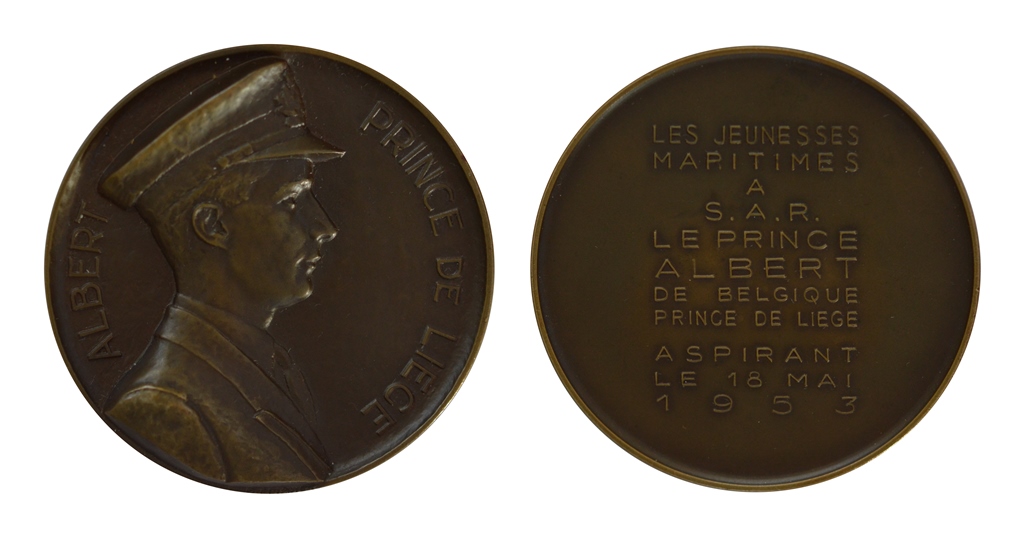 ALBERT
PRINCE DE LIÈGE
LES JEUNESSES
MARITIMES
A
S.A.R.
LE PRINCE
ALBERT
DE BELGIQUE
PRINCE DE LIEGE
ASPIRANT
LE 18 MAI
1953